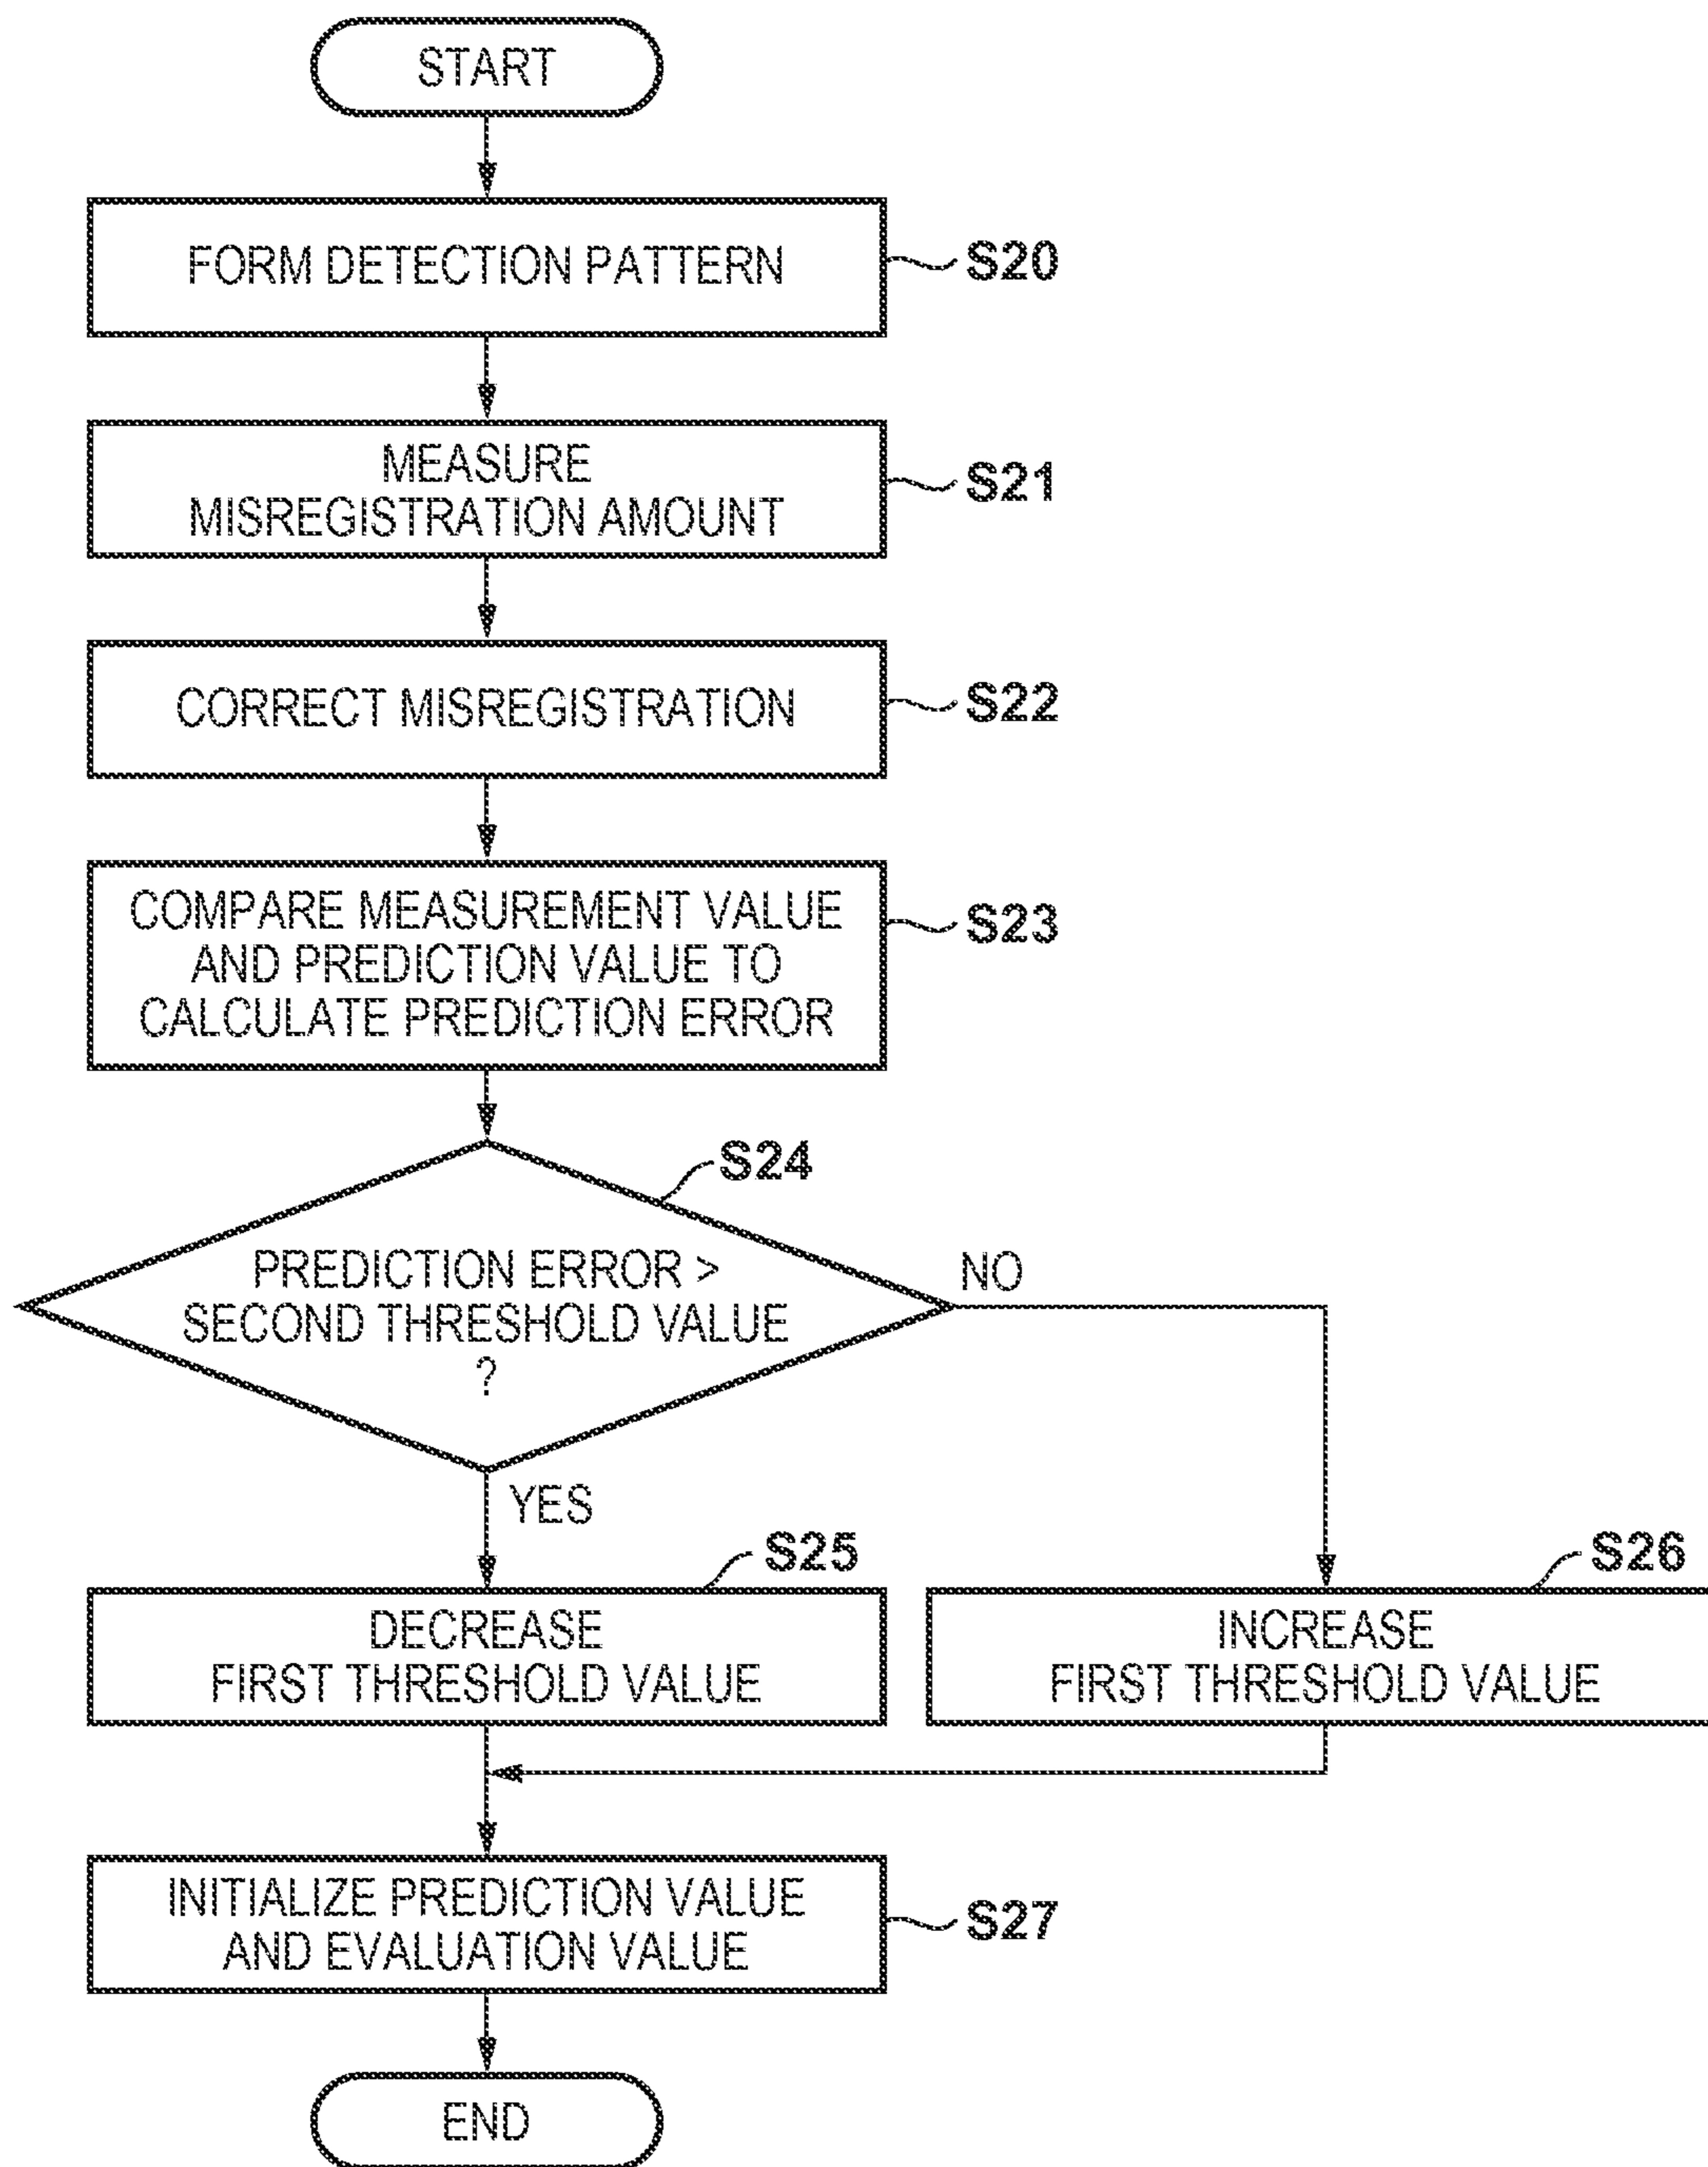 START
FORM DETECTION PATTERN
S20
MEASURE
MISREGISTRATION AMOUNT
S21
CORRECT MISREGISTRATION
S22
COMPARE MEASUREMENT VALUE
AND PREDICTION VALUE TO
CALCULATE PREDICTION ERROR
S23
S24
PREDICTION ERROR >
SECOND THRESHOLD VALUE
?
NO
YES
S25
DECREASE
FIRST THRESHOLD VALUE
S26
INCREASE
FIRST THRESHOLD VALUE
INITIALIZE PREDICTION VALUE
AND EVALUATION VALUE
S27
END